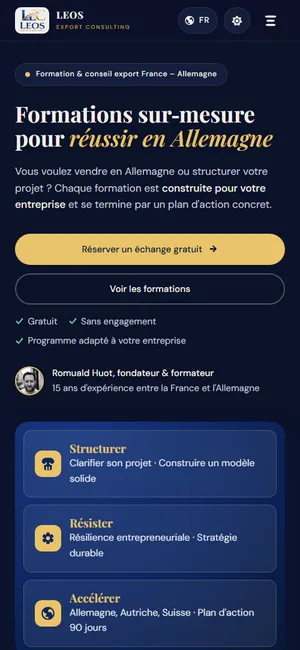 LEOS
LEOS
EXPORT CONSULTING
FR
Formation & conseil export France – Allemagne
Formations sur-mesure
pour réussir en Allemagne
Vous voulez vendre en Allemagne ou structurer votre
projet ? Chaque formation est construite pour votre
entreprise et se termine par un plan d'action concret.
Réserver un échange gratuit →
Voir les formations
✓ Gratuit ✓ Sans engagement
✓ Programme adapté à votre entreprise
Romuald Huot, fondateur & formateur
15 ans d'expérience entre la France et l'Allemagne
Structurer
Clarifier son projet · Construire un modèle
solide
Résister
Résilience entrepreneuriale · Stratégie
durable
Accélérer
Allemagne, Autriche, Suisse · Plan d'action
90 jours